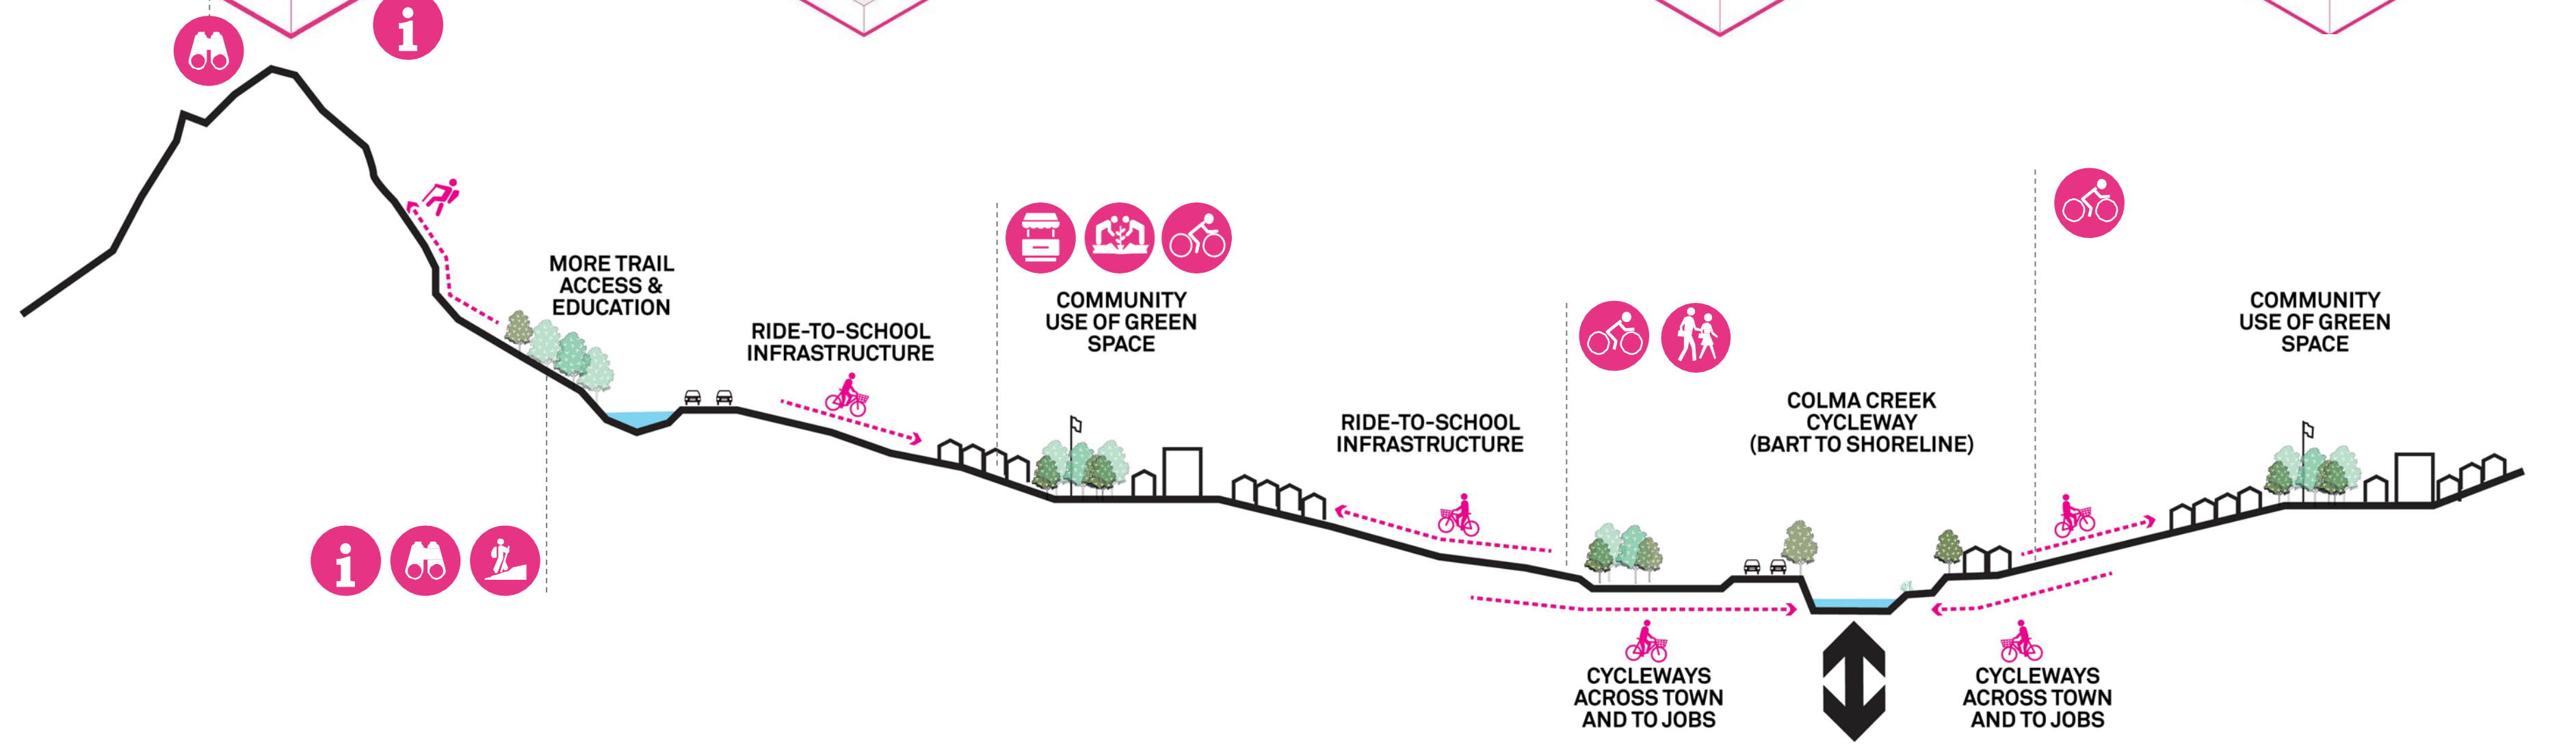 MORE TRAIL
ACCESS &
EDUCATION
RIDE-TO-SCHOOL
INFRASTRUCTURE
COMMUNITY
USE OF GREEN
SPACE
RIDE-TO-SCHOOL
INFRASTRUCTURE
COLMA CREEK
CYCLEWAY
(BART TO SHORELINE)
COMMUNITY
USE OF GREEN
SPACE
CYCLEWAYS
ACROSS TOWN
AND TO JOBS
CYCLEWAYS
ACROSS TOWN
AND TO JOBS